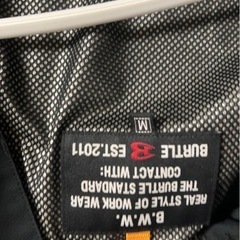 B.W.W.
REAL STYLE OF WORK WEAR
THE BURTLE STANDARD
CONTACT WITH:
BURTLE B EST.2011
M